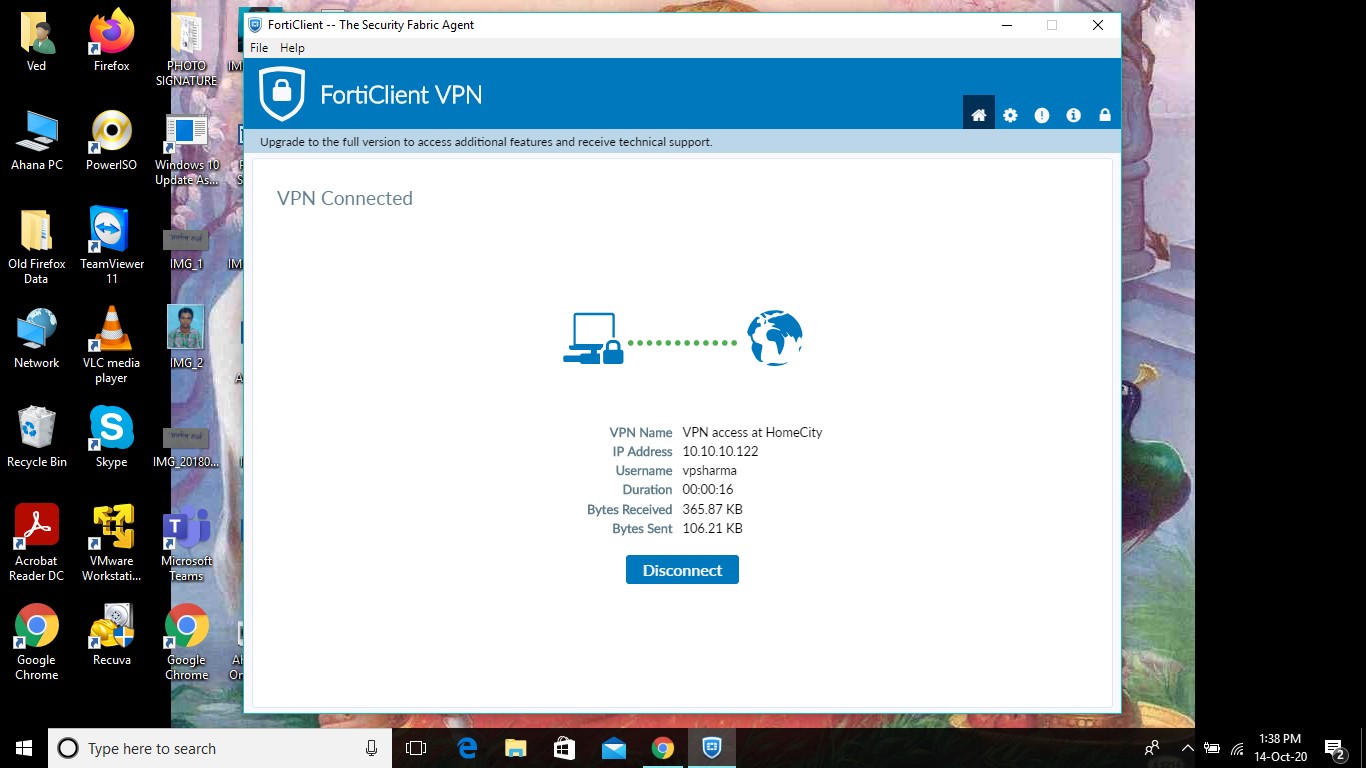 FortiClient -- The Security Fabric Agent
File Help
FortiClient VPN
Upgrade to the full version to access additional features and receive technical support.
VPN Connected
VPN Name VPN access at HomeCity
IP Address 10.10.10.122
Username vpsharma
Duration 00:00:16
Bytes Received 365.87 KB
Bytes Sent 106.21 KB
Disconnect
Ved
Firefox
PHOTO
SIGNATURE
Ahana PC
PowerISO
Windows 10
Update As...
Old Firefox
Data
TeamViewer
11
IMG_1
Network
VLC media
player
IMG_2
Recycle Bin
Skype
IMG_20180...
Acrobat
Reader DC
VMware
Workstati...
Microsoft
Teams
Google
Chrome
Recuva
Google
Chrome
Type here to search
1:38 PM
14-Oct-20
2